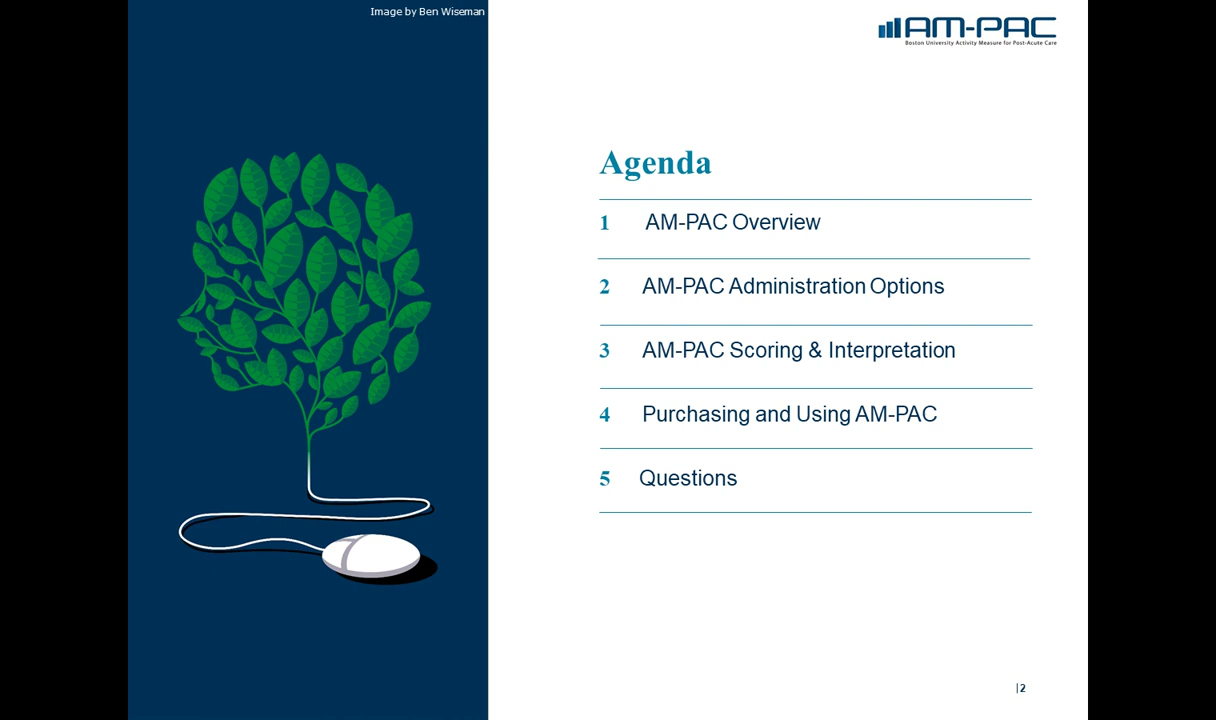 Image by Ben Wiseman
AM-PAC
Boston University Activity Measure for Post-Acute Care
Agenda
1 AM-PAC Overview
2 AM-PAC Administration Options
3 AM-PAC Scoring & Interpretation
4 Purchasing and Using AM-PAC
5 Questions
|2